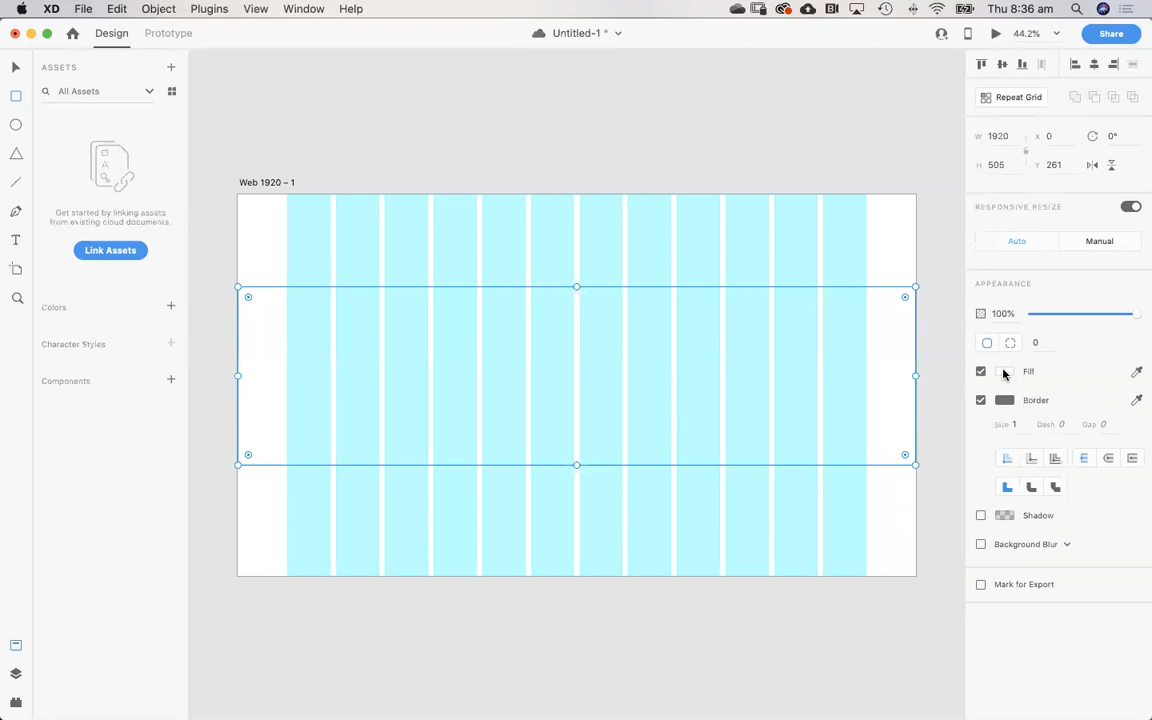 XD File Edit Object Plugins View Window Help
Thu 8:36 am
Design Prototype
Untitled-1 *
44.2%
Share
ASSETS
All Assets
Get started by linking assets
from existing cloud documents.
Link Assets
Colors
Character Styles
Components
Web 1920 – 1
Repeat Grid
W 1920 X 0 0°
H 505 Y 261
RESPONSIVE RESIZE
Auto Manual
APPEARANCE
100%
0
Fill
Border
Size 1 Dash 0 Gap 0
Shadow
Background Blur
Mark for Export